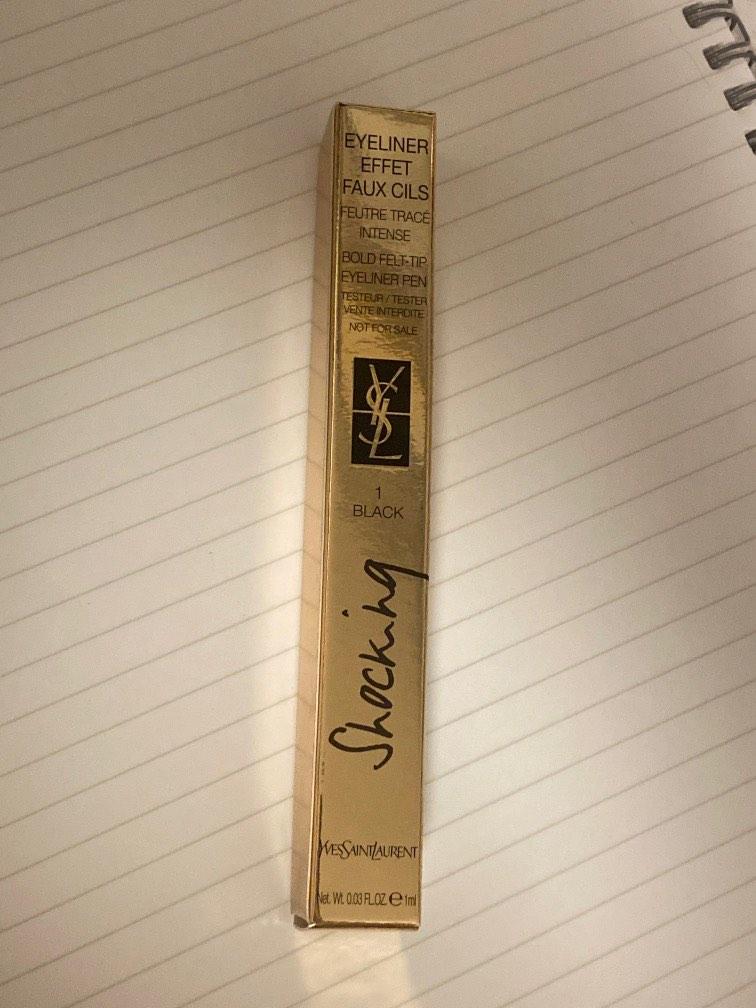 EYELINER
EFFET
FAUX CILS
FEUTRE TRACÉ
INTENSE
BOLD FELT-TIP
EYELINER PEN
TESTEUR / TESTER
VENTE INTERDITE
NOT FOR SALE
YSL
1
BLACK
Shocking
YVESSAINTLAURENT
Net. Wt. 0.03 FL.OZ. ℮ 1ml